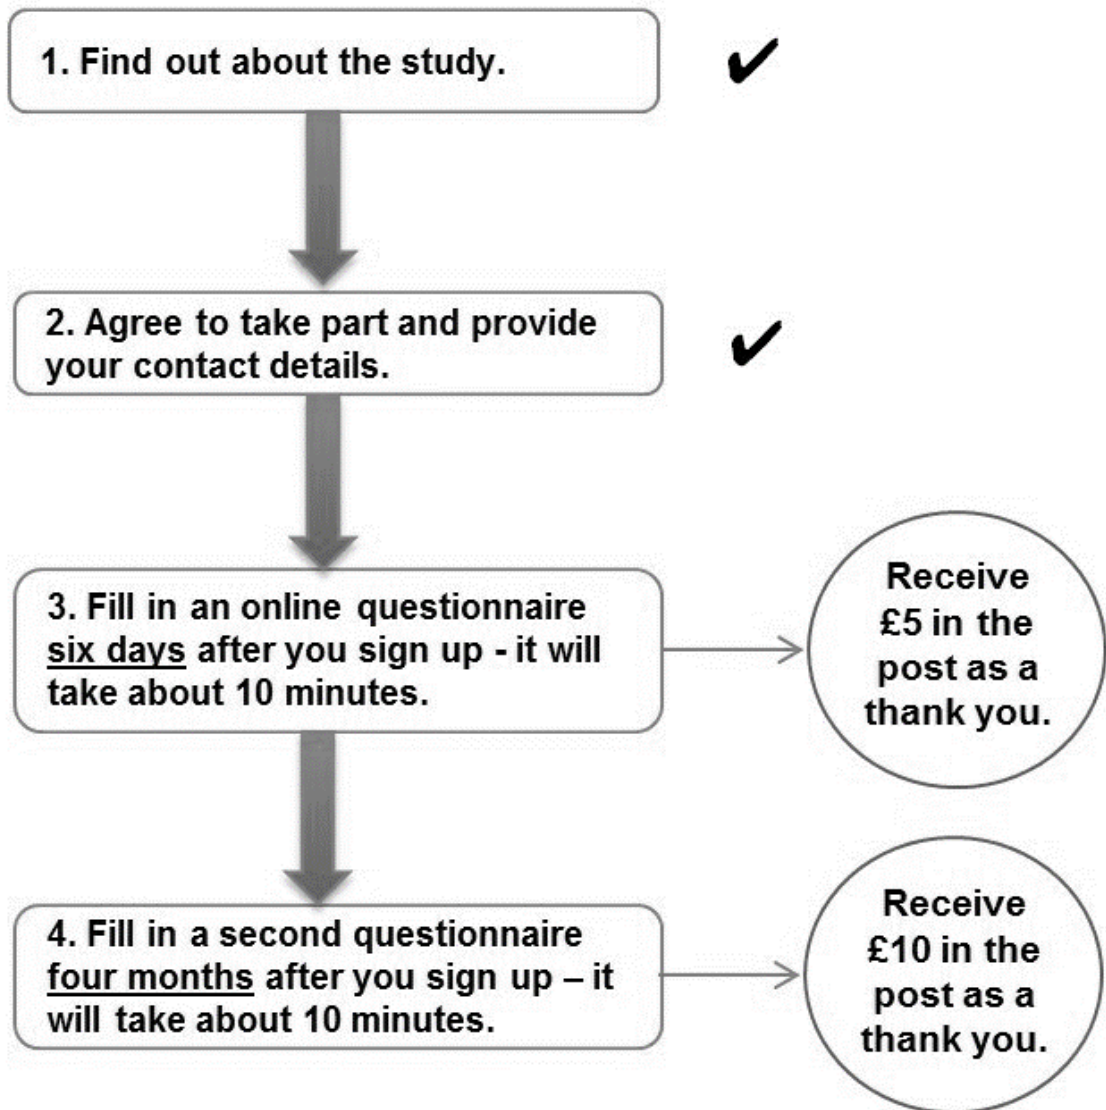 1. Find out about the study.
2. Agree to take part and provide
your contact details.
3. Fill in an online questionnaire
six days after you sign up - it will
take about 10 minutes.
Receive
£5 in the
post as a
thank you.
4. Fill in a second questionnaire
four months after you sign up – it
will take about 10 minutes.
Receive
£10 in the
post as a
thank you.